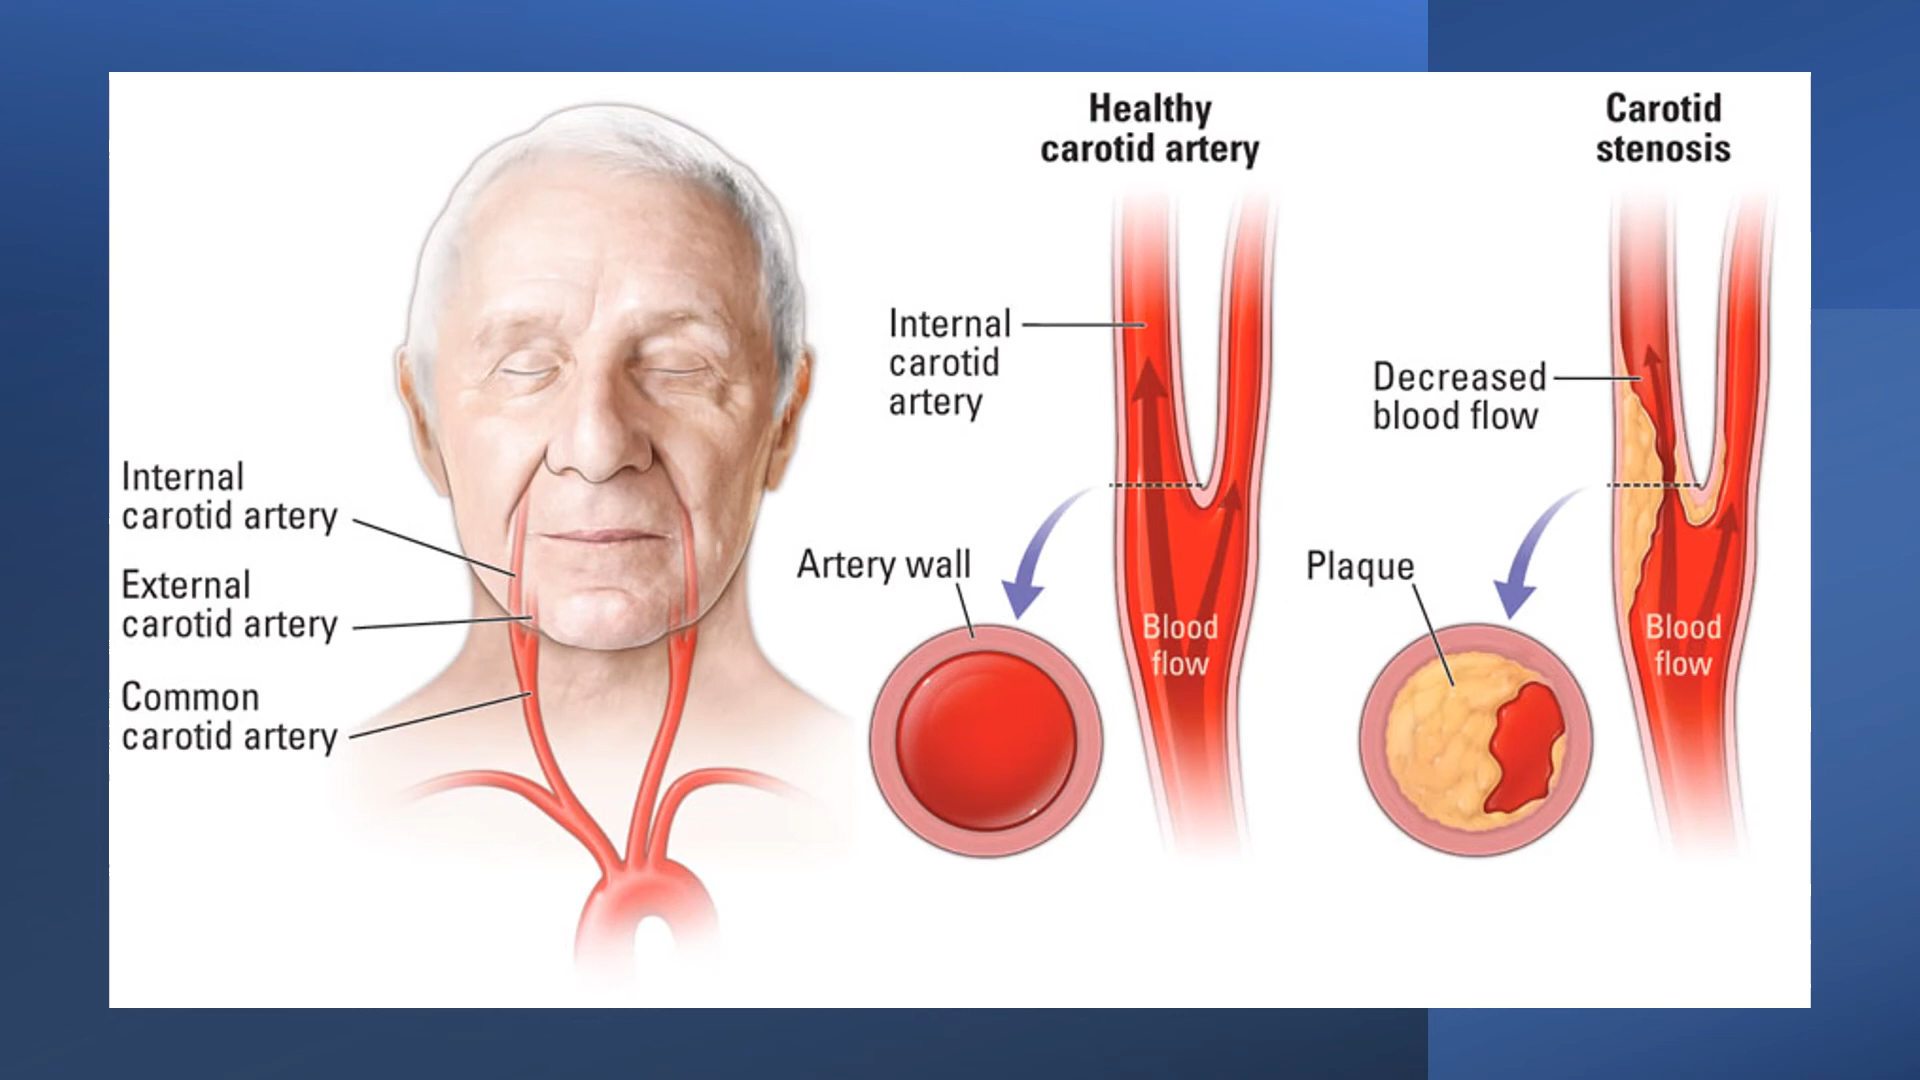 Internal
carotid artery
External
carotid artery
Common
carotid artery
Healthy
carotid artery
Internal
carotid
artery
Artery wall
Blood
flow
Carotid
stenosis
Decreased
blood flow
Plaque
Blood
flow